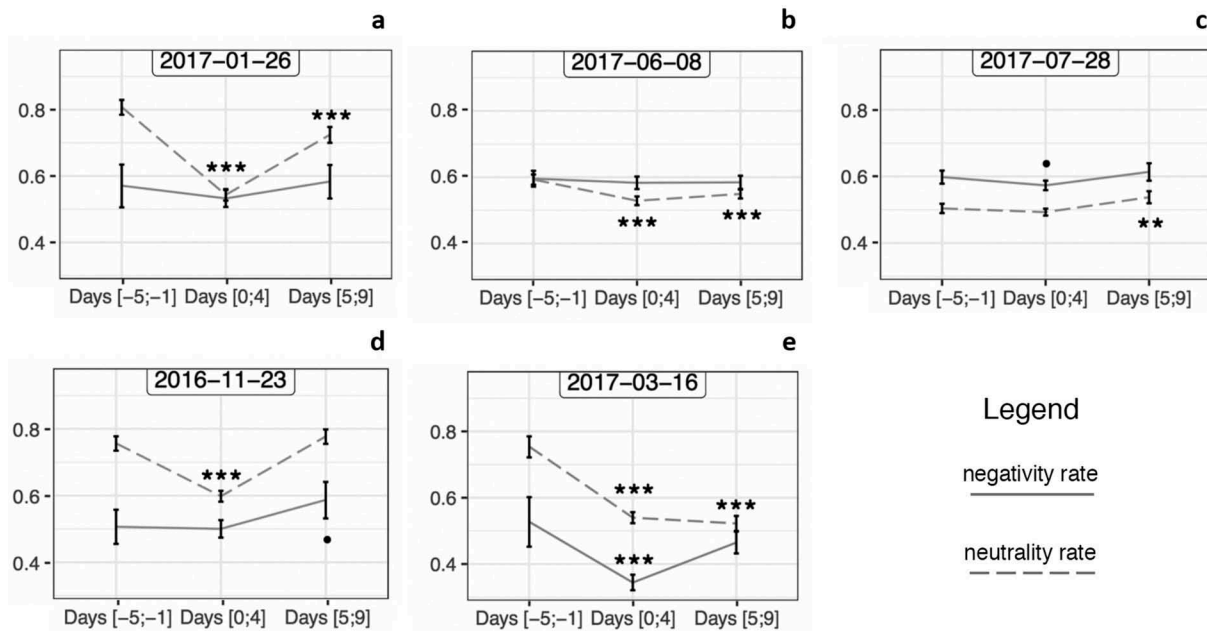 a
2017-01-26
0.8
0.6
0.4
***
***
Days [-5;-1] Days [0;4] Days [5;9]
b
2017-06-08
0.8
0.6
0.4
***
***
Days [-5;-1] Days [0;4] Days [5;9]
c
2017-07-28
0.8
0.6
0.4
•
**
Days [-5;-1] Days [0;4] Days [5;9]
d
2016-11-23
0.8
0.6
0.4
***
•
Days [-5;-1] Days [0;4] Days [5;9]
e
2017-03-16
0.8
0.6
0.4
***
***
***
Days [-5;-1] Days [0;4] Days [5;9]
Legend
negativity rate
neutrality rate